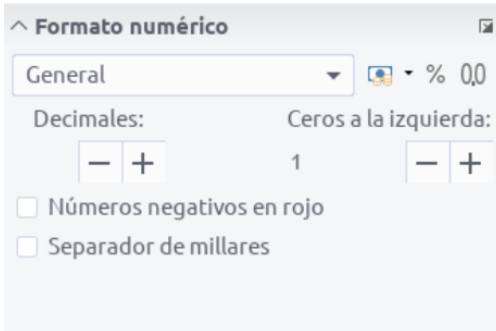 Formato numérico
General % 0,0
Decimales: Ceros a la izquierda:
1
Números negativos en rojo
Separador de millares